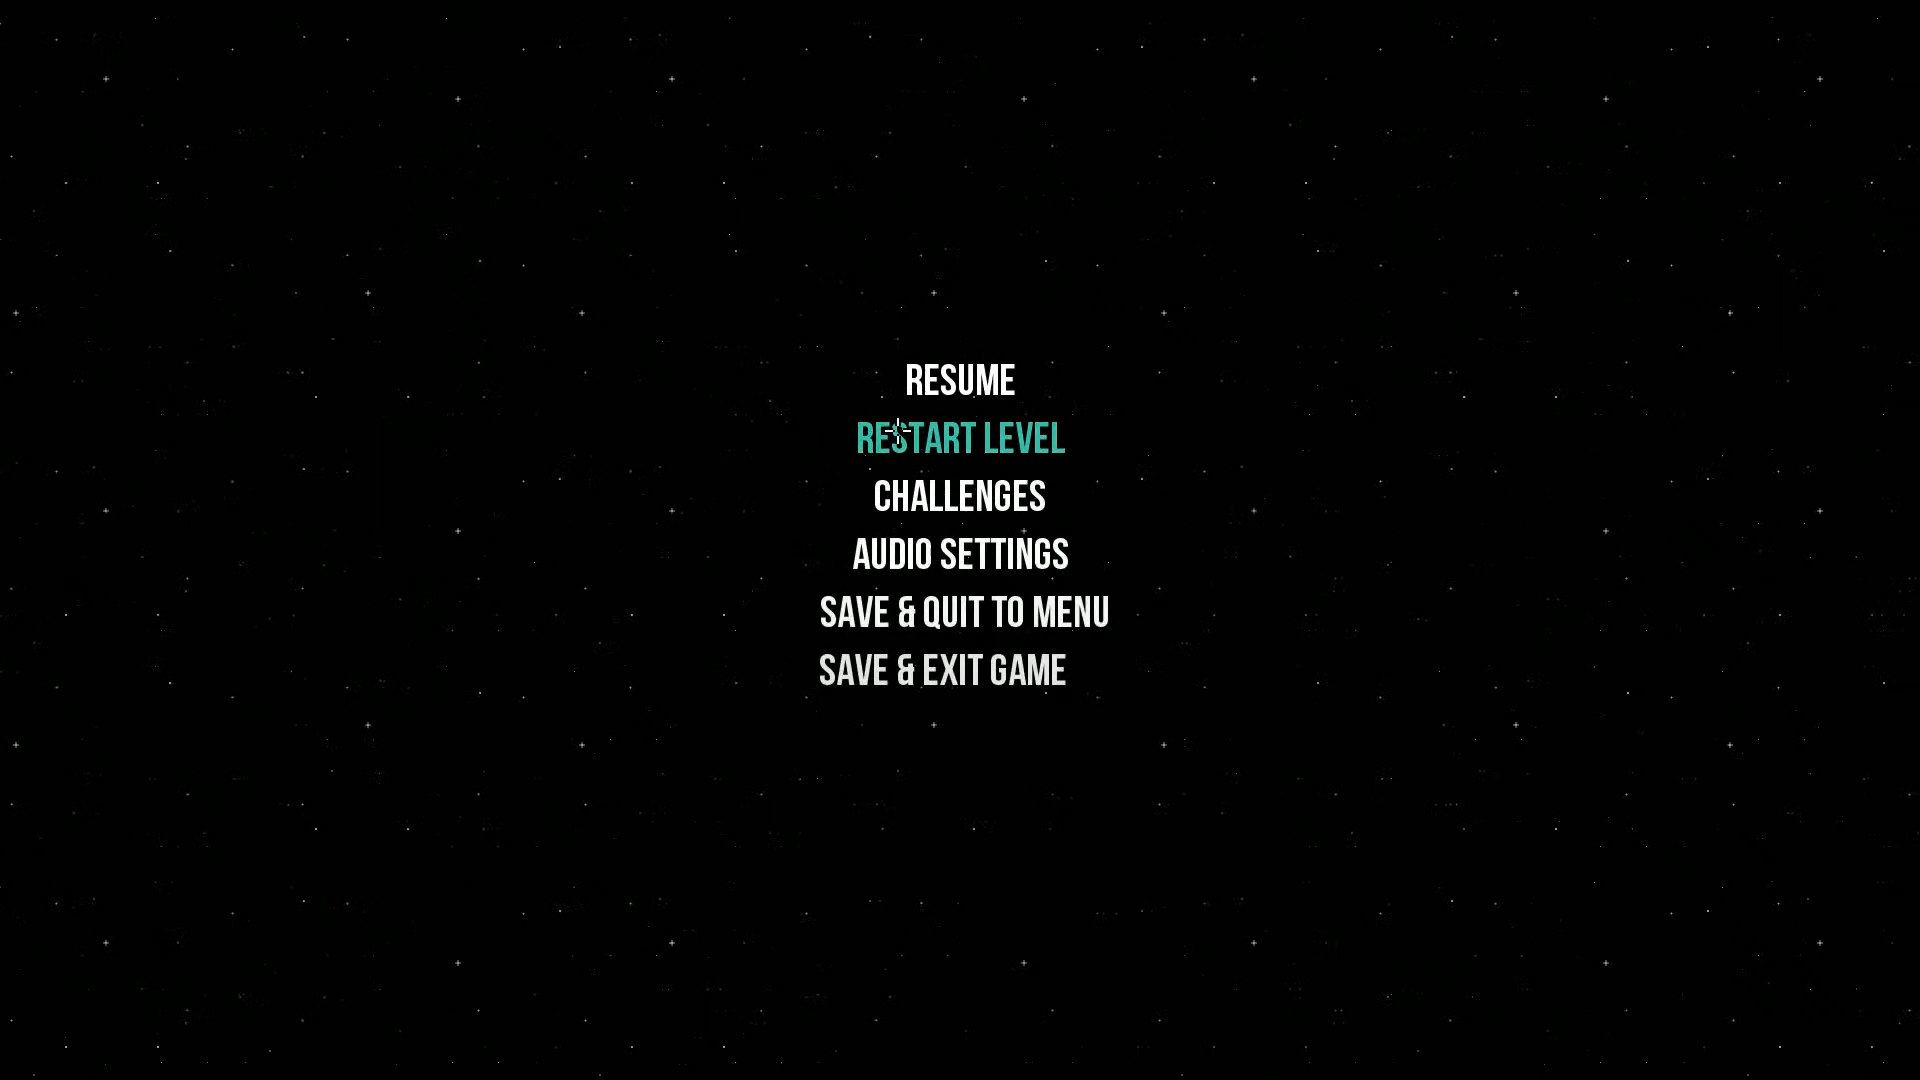 RESUME
RESTART LEVEL
CHALLENGES
AUDIO SETTINGS
SAVE & QUIT TO MENU
SAVE & EXIT GAME